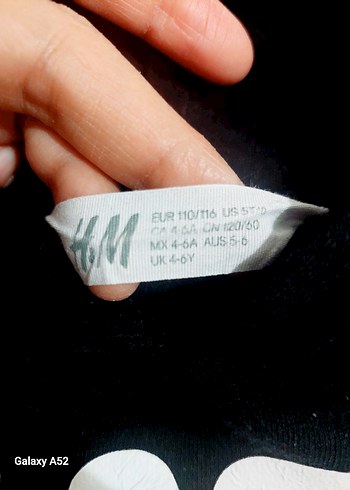 H&M
EUR 110/116 US
CA 4-6A CN 120/60
MX 4-6A AUS 5-6
UK 4-6Y
Galaxy A52